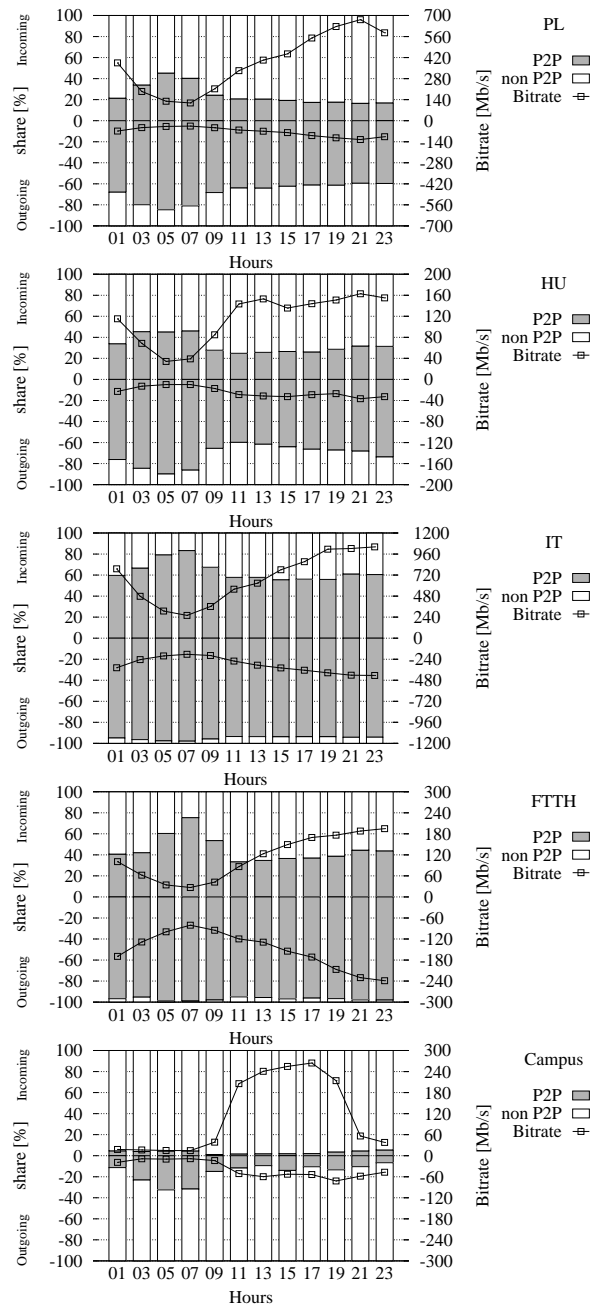 PL
Incoming
share [%]
Outgoing
100
80
60
40
20
0
-20
-40
-60
-80
-100
01 03 05 07 09 11 13 15 17 19 21 23
Hours
700
560
420
280
140
0
-140
-280
-420
-560
-700
Bitrate [Mb/s]
P2P
non P2P
Bitrate
HU
Incoming
share [%]
Outgoing
100
80
60
40
20
0
-20
-40
-60
-80
-100
01 03 05 07 09 11 13 15 17 19 21 23
Hours
200
160
120
80
40
0
-40
-80
-120
-160
-200
Bitrate [Mb/s]
P2P
non P2P
Bitrate
IT
Incoming
share [%]
Outgoing
100
80
60
40
20
0
-20
-40
-60
-80
-100
01 03 05 07 09 11 13 15 17 19 21 23
Hours
1200
960
720
480
240
0
-240
-480
-720
-960
-1200
Bitrate [Mb/s]
P2P
non P2P
Bitrate
FTTH
Incoming
share [%]
Outgoing
100
80
60
40
20
0
-20
-40
-60
-80
-100
01 03 05 07 09 11 13 15 17 19 21 23
Hours
300
240
180
120
60
0
-60
-120
-180
-240
-300
Bitrate [Mb/s]
P2P
non P2P
Bitrate
Campus
Incoming
share [%]
Outgoing
100
80
60
40
20
0
-20
-40
-60
-80
-100
01 03 05 07 09 11 13 15 17 19 21 23
Hours
300
240
180
120
60
0
-60
-120
-180
-240
-300
Bitrate [Mb/s]
P2P
non P2P
Bitrate